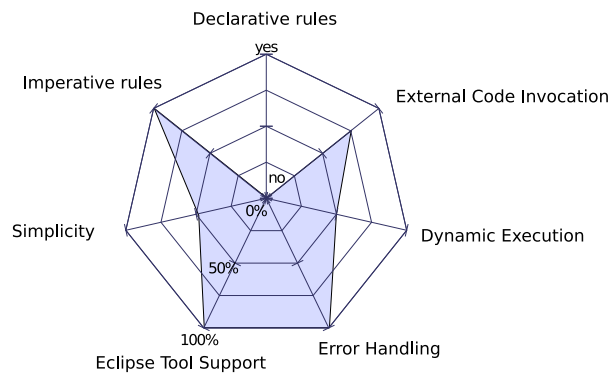 Declarative rules
yes
Imperative rules
External Code Invocation
no
0%
Simplicity
Dynamic Execution
50%
100%
Error Handling
Eclipse Tool Support